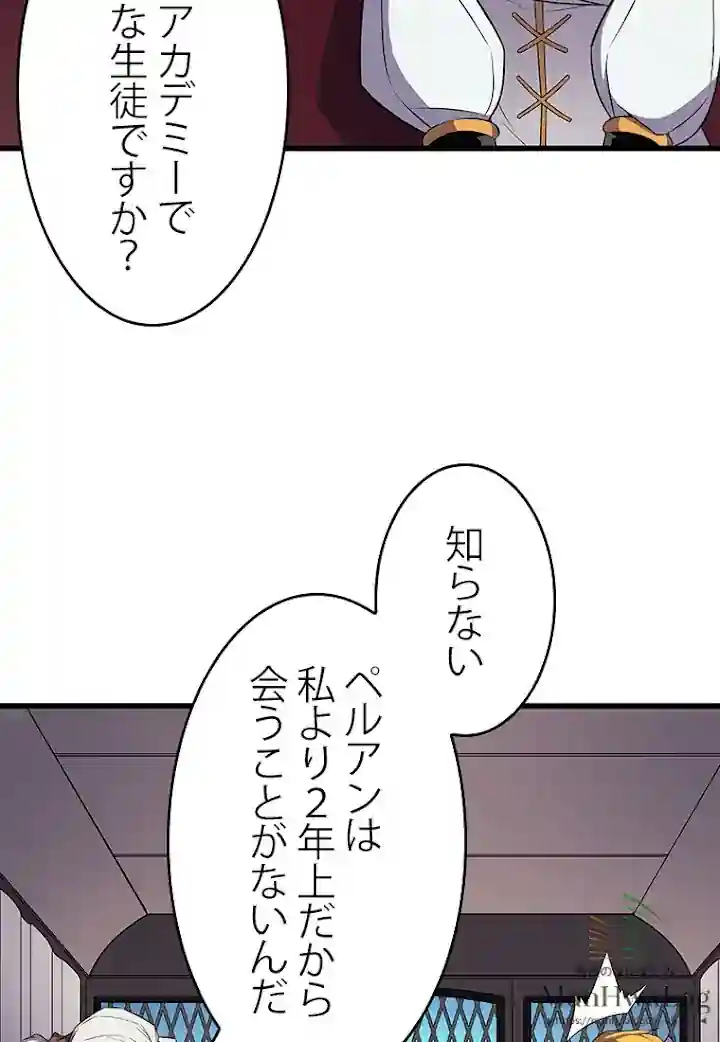 アカデミーで
な生徒ですか?
知らない
ペルアンは
私より2年上だから
会うことがないんだ